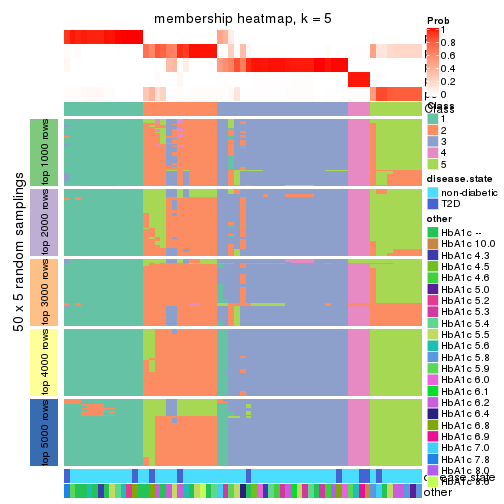 membership heatmap, k = 5
Prob
1
0.8
0.6
0.4
0.2
0
Class
Class
1
2
3
4
5
disease.state
non-diabetic
T2D
other
HbA1c --
HbA1c 10.0
HbA1c 4.3
HbA1c 4.5
HbA1c 4.6
HbA1c 5.0
HbA1c 5.2
HbA1c 5.3
HbA1c 5.4
HbA1c 5.5
HbA1c 5.6
HbA1c 5.8
HbA1c 5.9
HbA1c 6.0
HbA1c 6.1
HbA1c 6.2
HbA1c 6.4
HbA1c 6.8
HbA1c 6.9
HbA1c 7.0
HbA1c 7.8
HbA1c 8.0
HbA1c 8.6
50 x 5 random samplings
top 1000 rows
top 2000 rows
top 3000 rows
top 4000 rows
top 5000 rows
disease.state
other